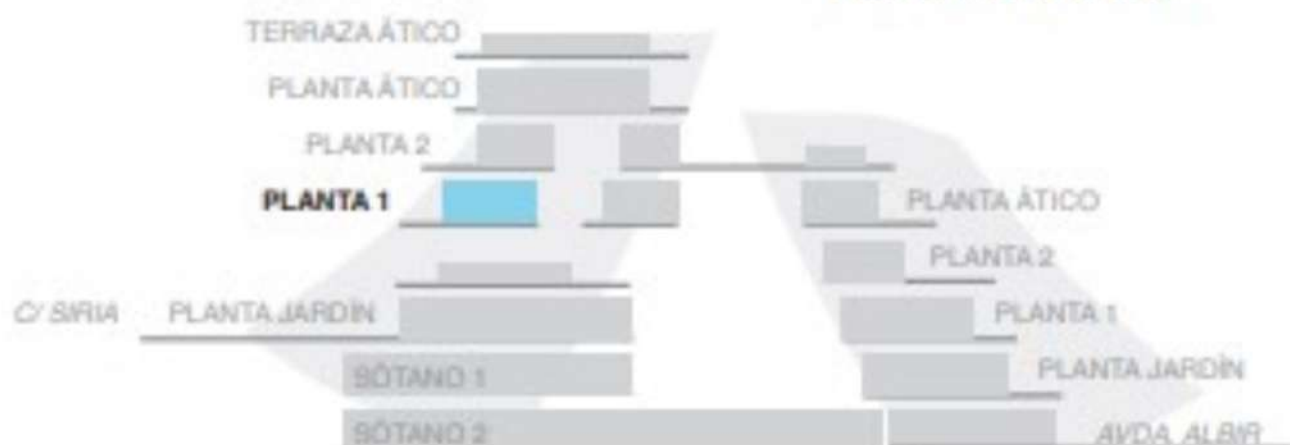 TERRAZA ÁTICO
PLANTA ÁTICO
PLANTA 2
PLANTA 1
PLANTA ÁTICO
PLANTA 2
C/ SIRIA
PLANTA JARDÍN
PLANTA 1
SÓTANO 1
PLANTA JARDÍN
SÓTANO 2
AVDA. ALBIR